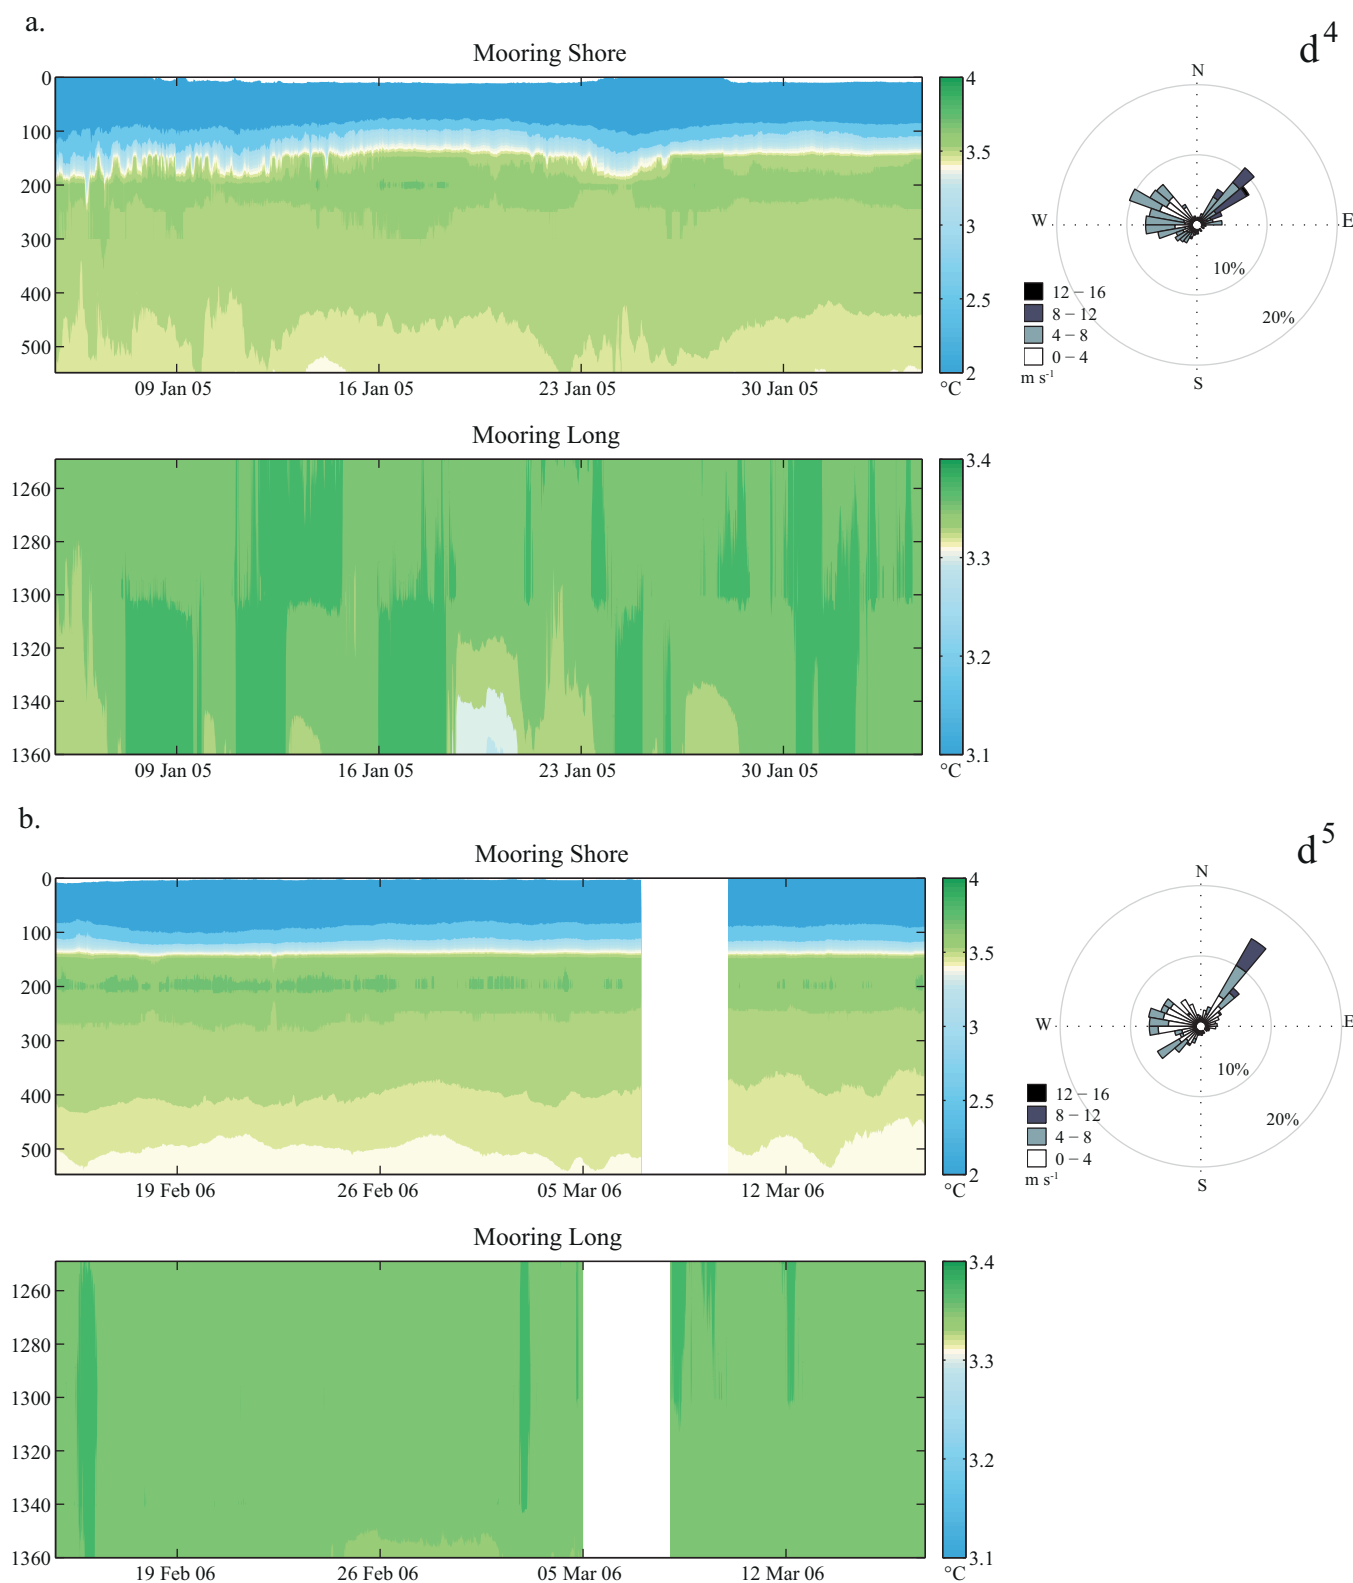 a.
Mooring Shore
d4
0
100
200
300
400
500
09 Jan 05
16 Jan 05
23 Jan 05
30 Jan 05
4
3.5
3
2.5
2
°C
N
W
E
S
10%
20%
12 – 16
8 – 12
4 – 8
0 – 4
m s-1
Mooring Long
1260
1280
1300
1320
1340
1360
09 Jan 05
16 Jan 05
23 Jan 05
30 Jan 05
3.4
3.3
3.2
3.1
°C
b.
Mooring Shore
d5
0
100
200
300
400
500
19 Feb 06
26 Feb 06
05 Mar 06
12 Mar 06
4
3.5
3
2.5
2
°C
N
W
E
S
10%
20%
12 – 16
8 – 12
4 – 8
0 – 4
m s-1
Mooring Long
1260
1280
1300
1320
1340
1360
19 Feb 06
26 Feb 06
05 Mar 06
12 Mar 06
3.4
3.3
3.2
3.1
°C